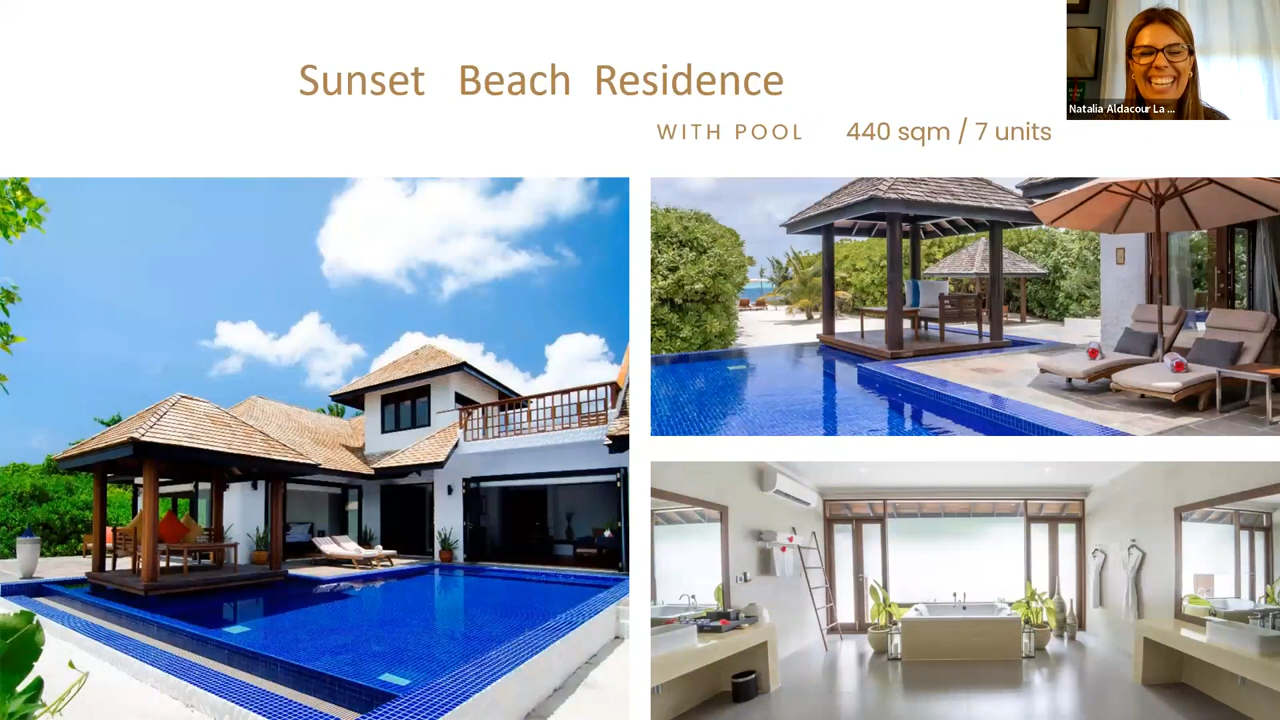 Sunset Beach Residence
WITH POOL 440 sqm / 7 units
Natalia Aldacour La ...